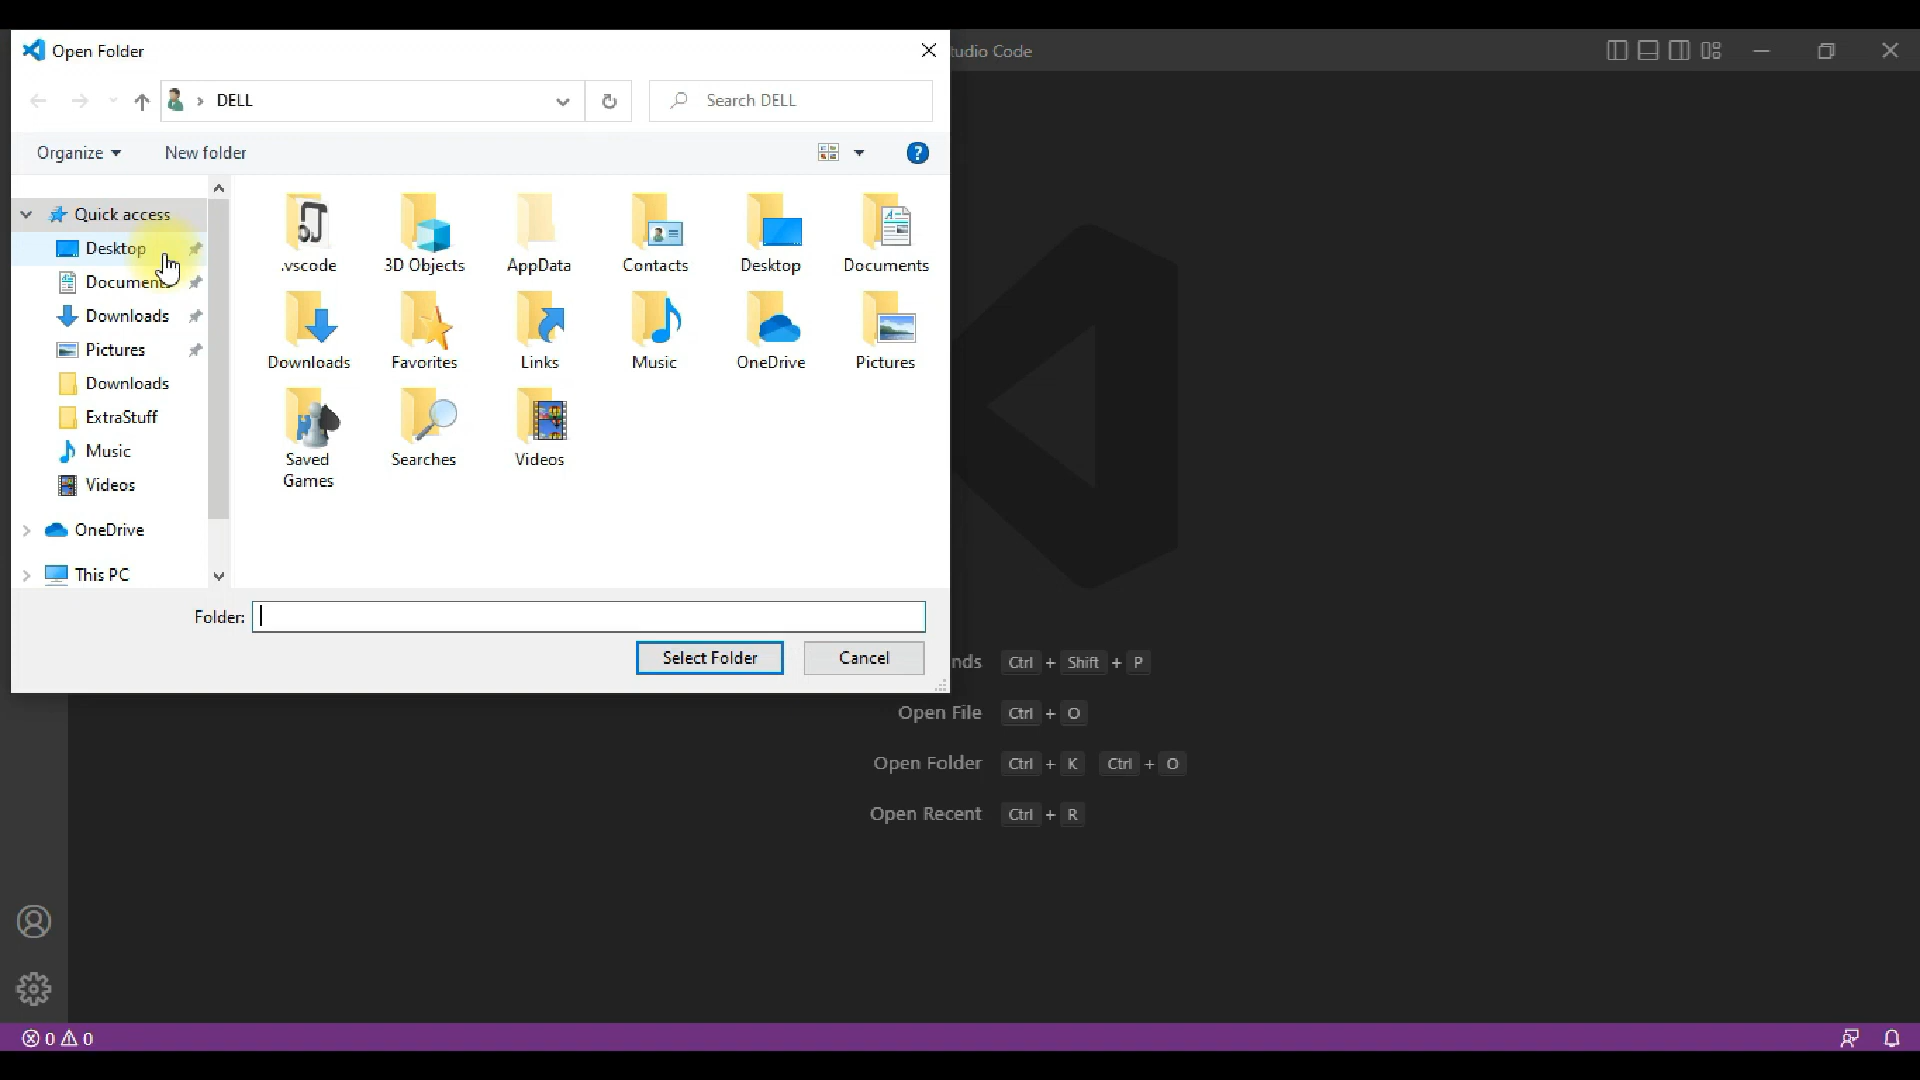 Open Folder
tudio Code
DELL
Search DELL
Organize
New folder
?
Quick access
Desktop
Documen
Downloads
Pictures
Downloads
ExtraStuff
Music
Videos
OneDrive
This PC
.vscode
3D Objects
AppData
Contacts
Desktop
Documents
Downloads
Favorites
Links
Music
OneDrive
Pictures
Saved
Games
Searches
Videos
Folder:
Select Folder
Cancel
nds Ctrl + Shift + P
Open File Ctrl + O
Open Folder Ctrl + K Ctrl + O
Open Recent Ctrl + R
0 0